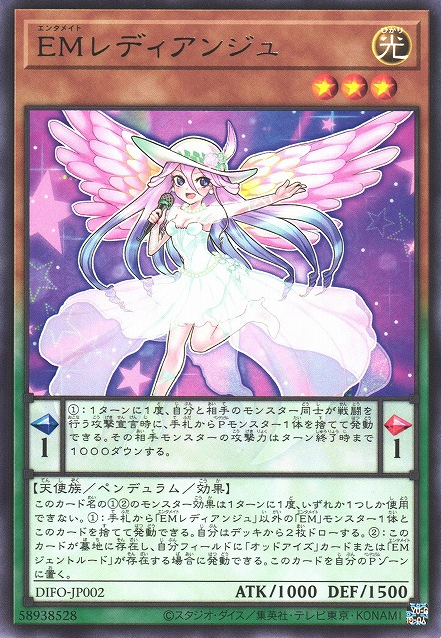 エンタメイト
EMレディアンジュ
ひかり
光
①:1ターンに1度、自分と相手のモンスター同士が戦闘を
行う攻撃宣言時に、手札からPモンスター1体を捨てて発動
できる。その相手モンスターの攻撃力はターン終了時まで
1000ダウンする。
1
1
【天使族/ペンデュラム/効果】
このカード名の①②のモンスター効果は1ターンに1度、いずれか1つしか使用
できない。①:手札から「EMレディアンジュ」以外の「EM」モンスター1体と
このカードを捨てて発動できる。自分はデッキから2枚ドローする。②:この
カードが墓地に存在し、自分フィールドに「オッドアイズ」カードまたは「EM
ジェントルード」が存在する場合に発動できる。このカードを自分のPゾーン
に置く。
DIFO-JP002
ATK/1000
DEF/1500
58938528
©スタジオ・ダイス/集英社・テレビ東京・KONAMI